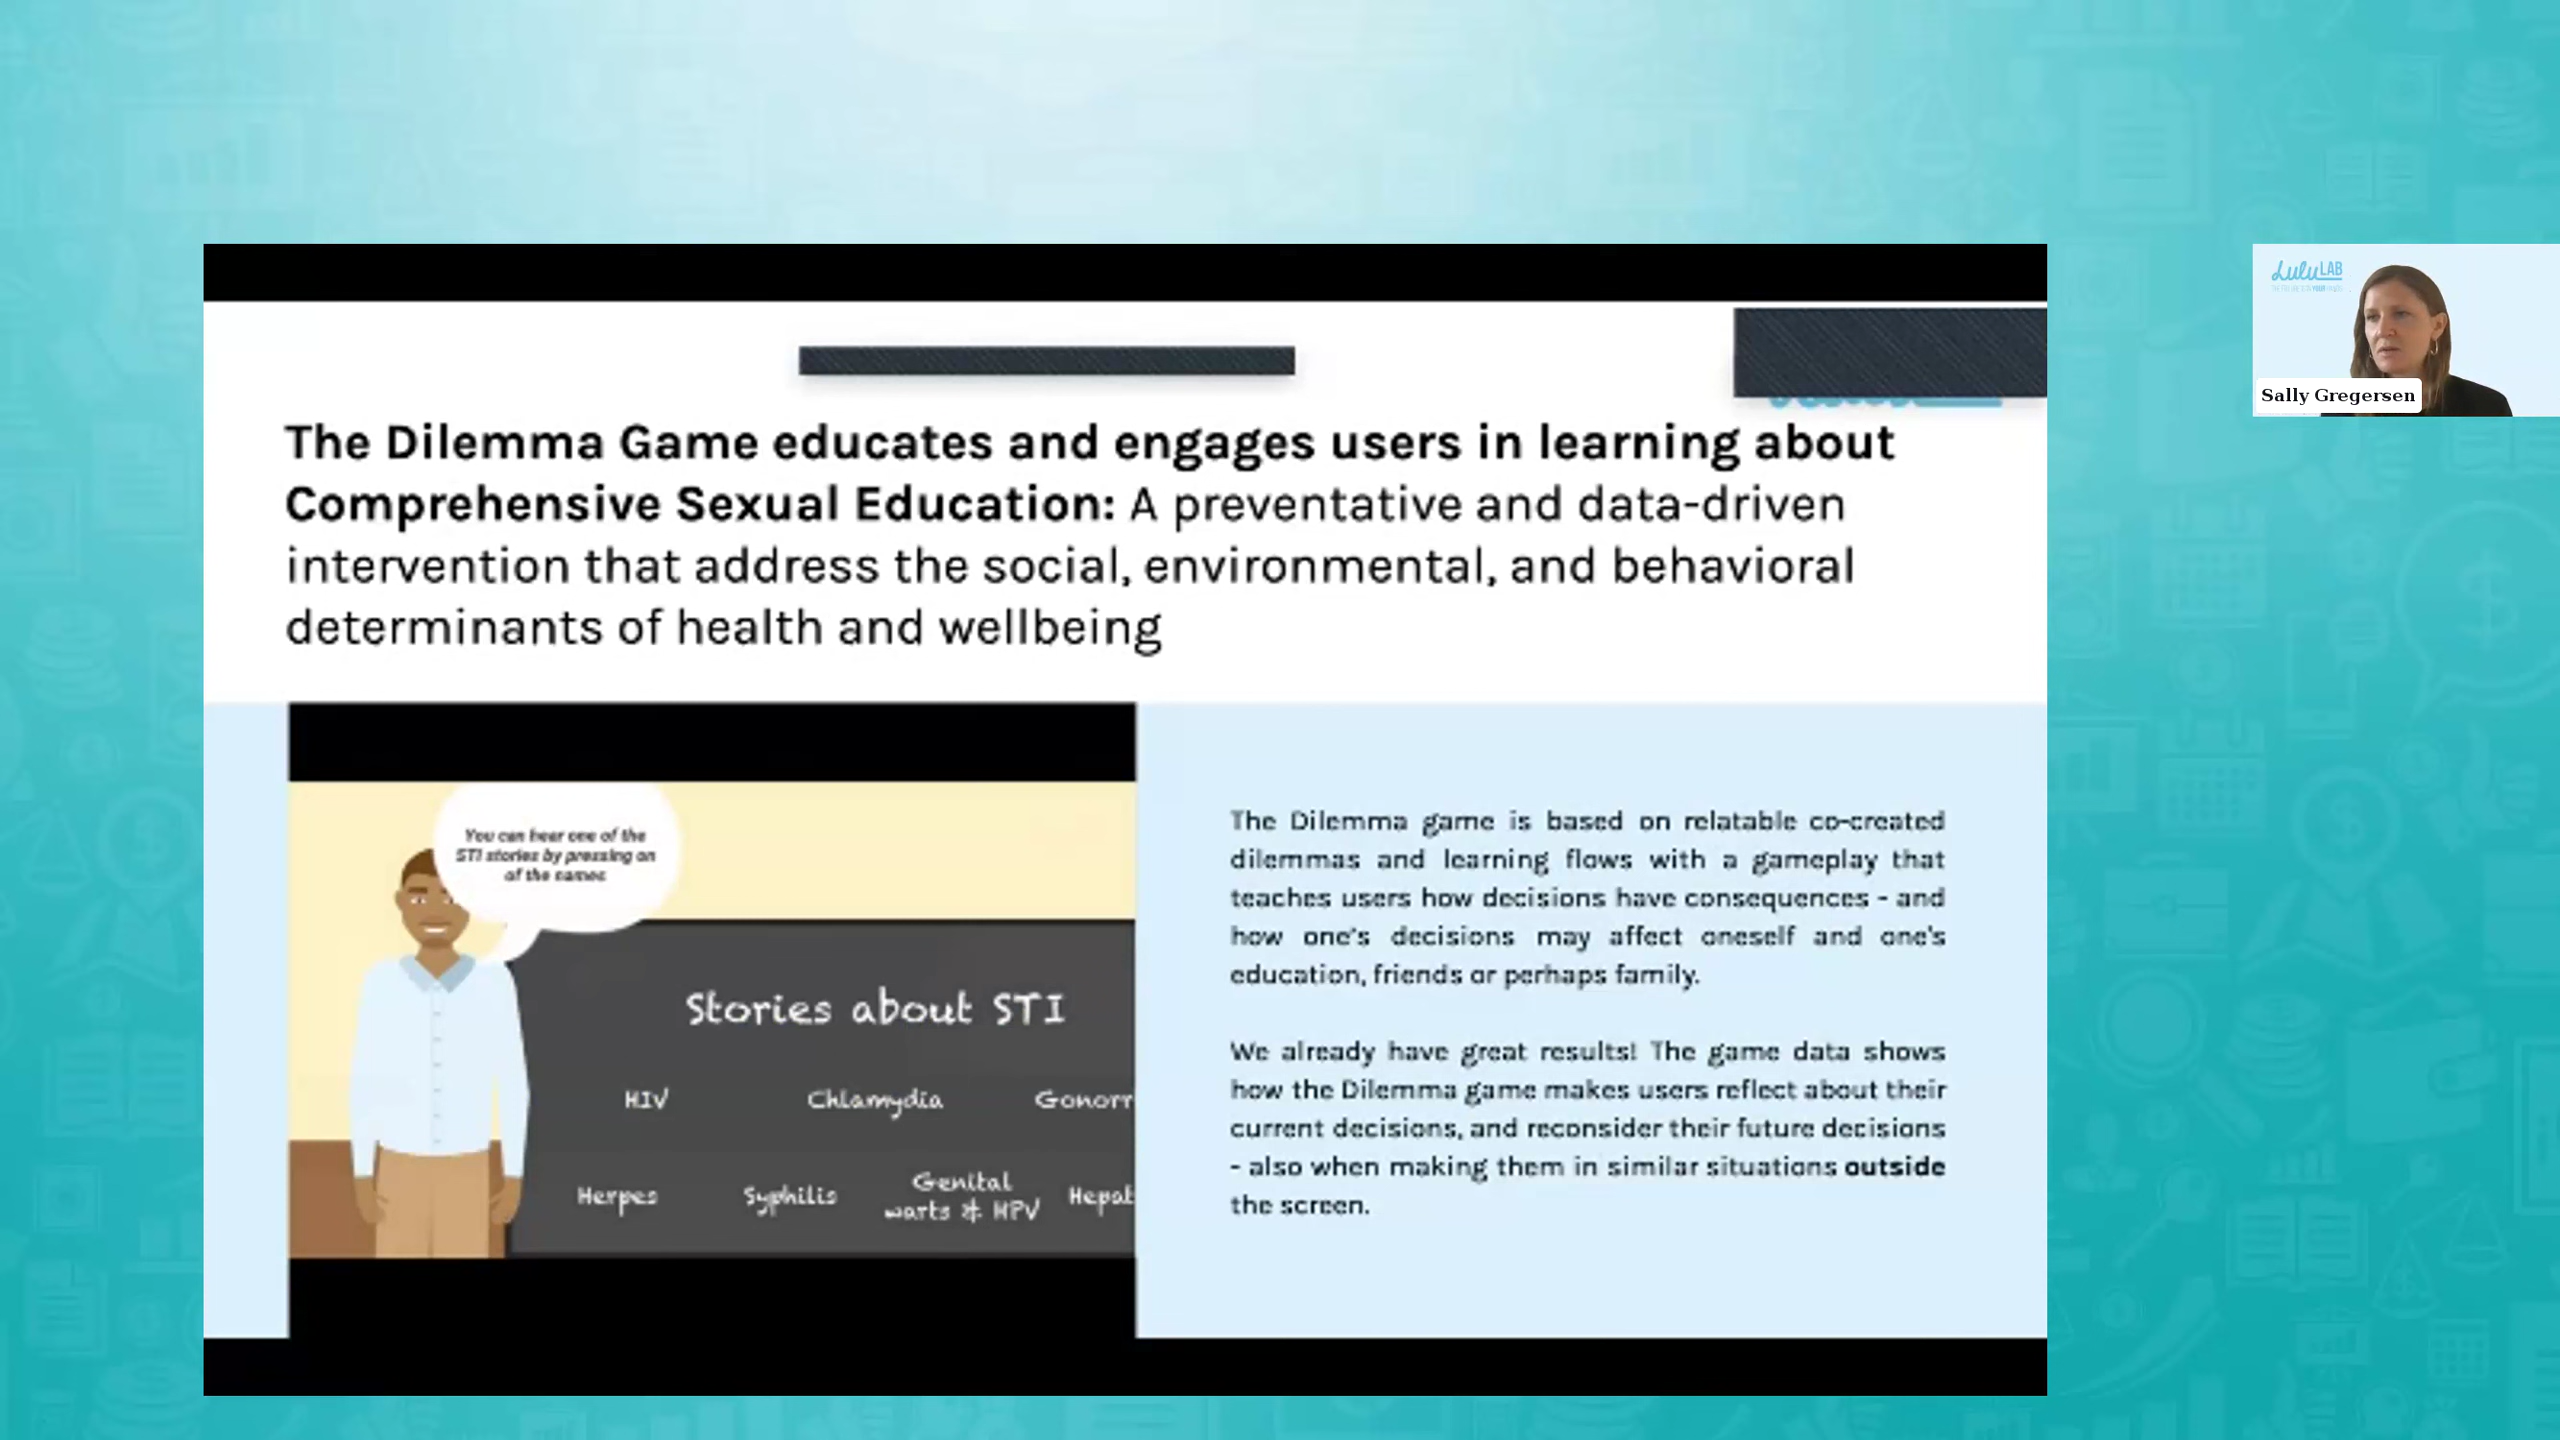 The Dilemma Game educates and engages users in learning about
Comprehensive Sexual Education: A preventative and data-driven
intervention that address the social, environmental, and behavioral
determinants of health and wellbeing
LuluLAB
Sally Gregersen
You can hear one of the
STI stories by pressing on
of the names
Stories about STI
HIV Chlamydia Gonorr
Herpes Syphilis Genital
warts & HPV Hepat
The Dilemma game is based on relatable co-created
dilemmas and learning flows with a gameplay that
teaches users how decisions have consequences - and
how one's decisions may affect oneself and one's
education, friends or perhaps family.
We already have great results! The game data shows
how the Dilemma game makes users reflect about their
current decisions, and reconsider their future decisions
- also when making them in similar situations outside
the screen.